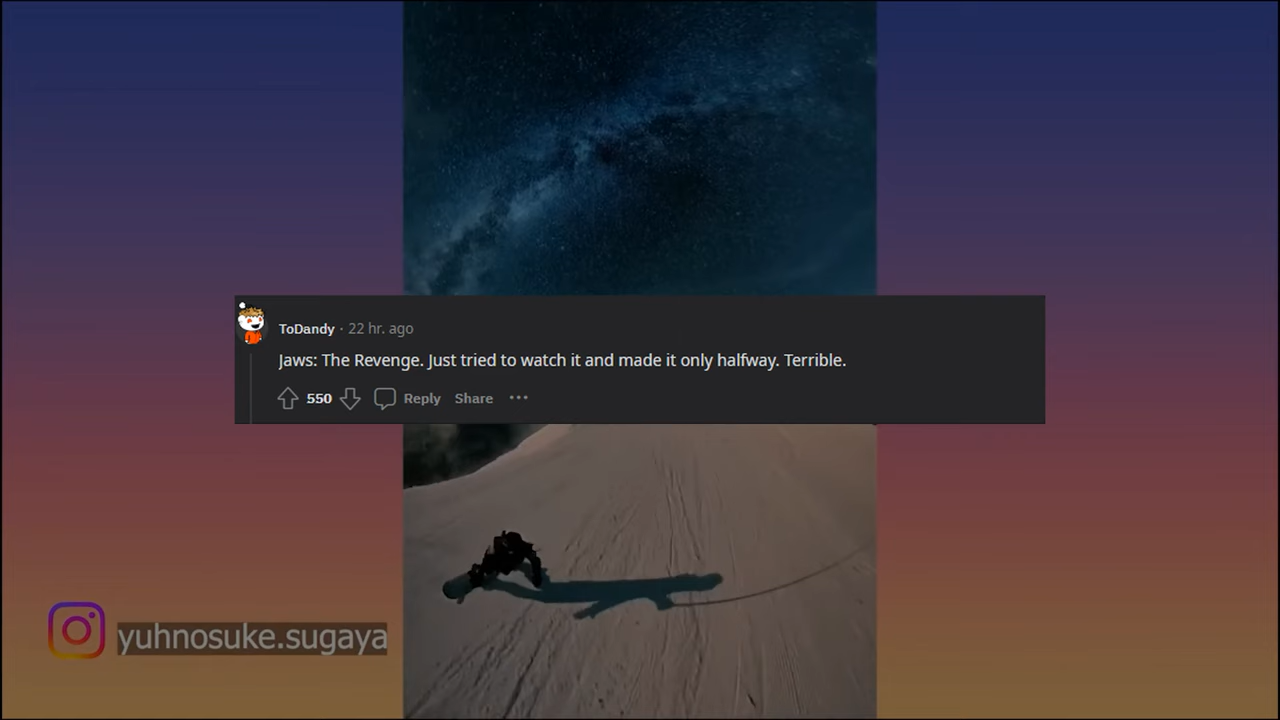 ToDandy · 22 hr. ago
Jaws: The Revenge. Just tried to watch it and made it only halfway. Terrible.
550 Reply Share ...
yuhnosuke.sugaya